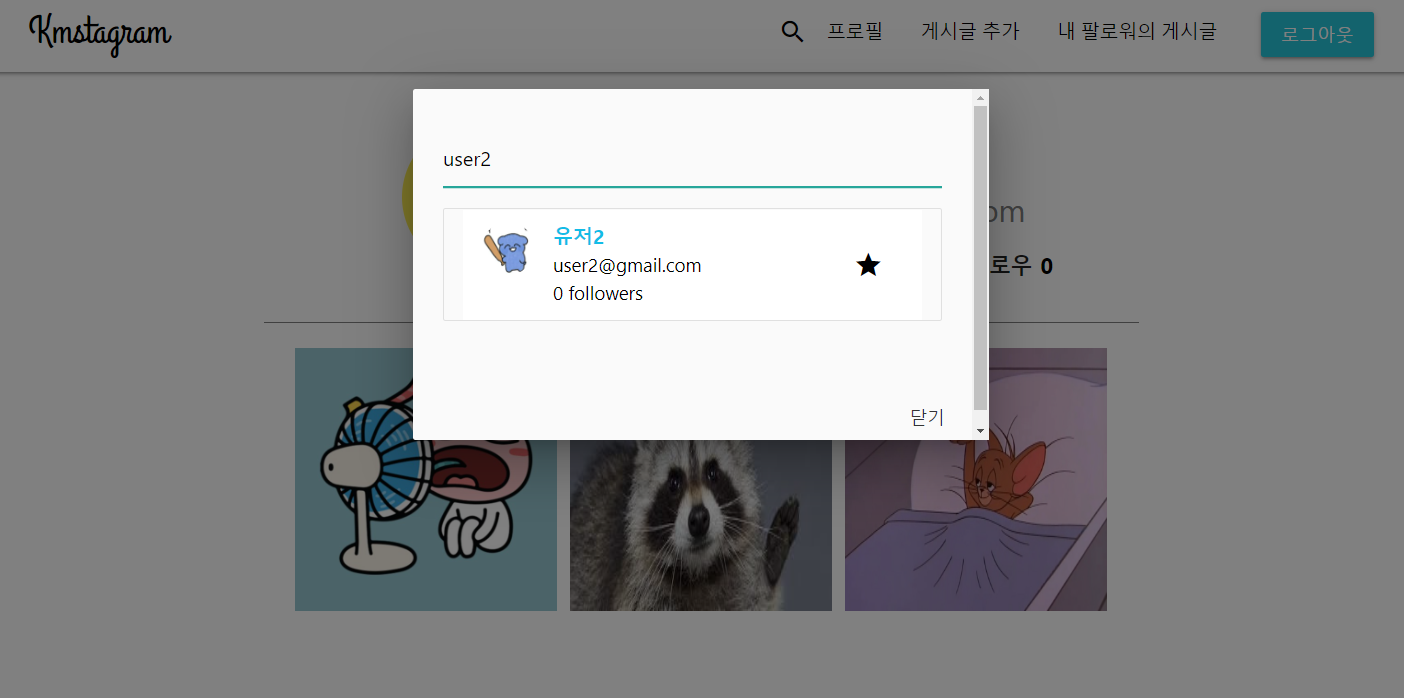 Kmstagram
프로필 게시글 추가 내 팔로워의 게시글 로그아웃
user2
유저2
user2@gmail.com
0 followers
om
로우 0
닫기